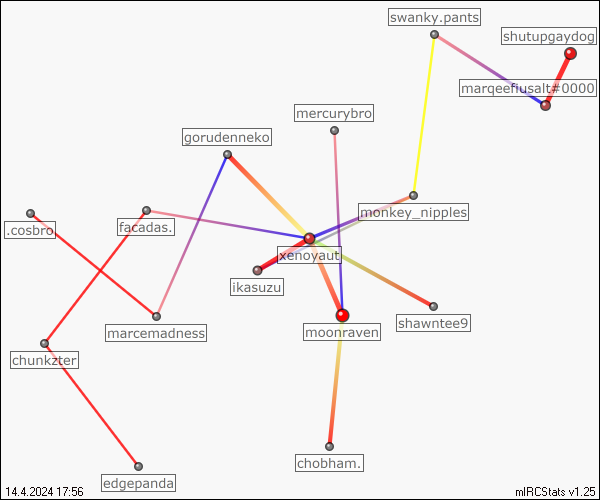 swanky.pants
shutupgaydog
marqeefiusalt#0000
mercurybro
gorudenneko
monkey_nipples
.cosbro
facadas.
xenoyaut
ikasuzu
shawntee9
marcemadness
moonraven
chunkzter
chobham.
edgepanda
14.4.2024 17:56
mIRCStats v1.25